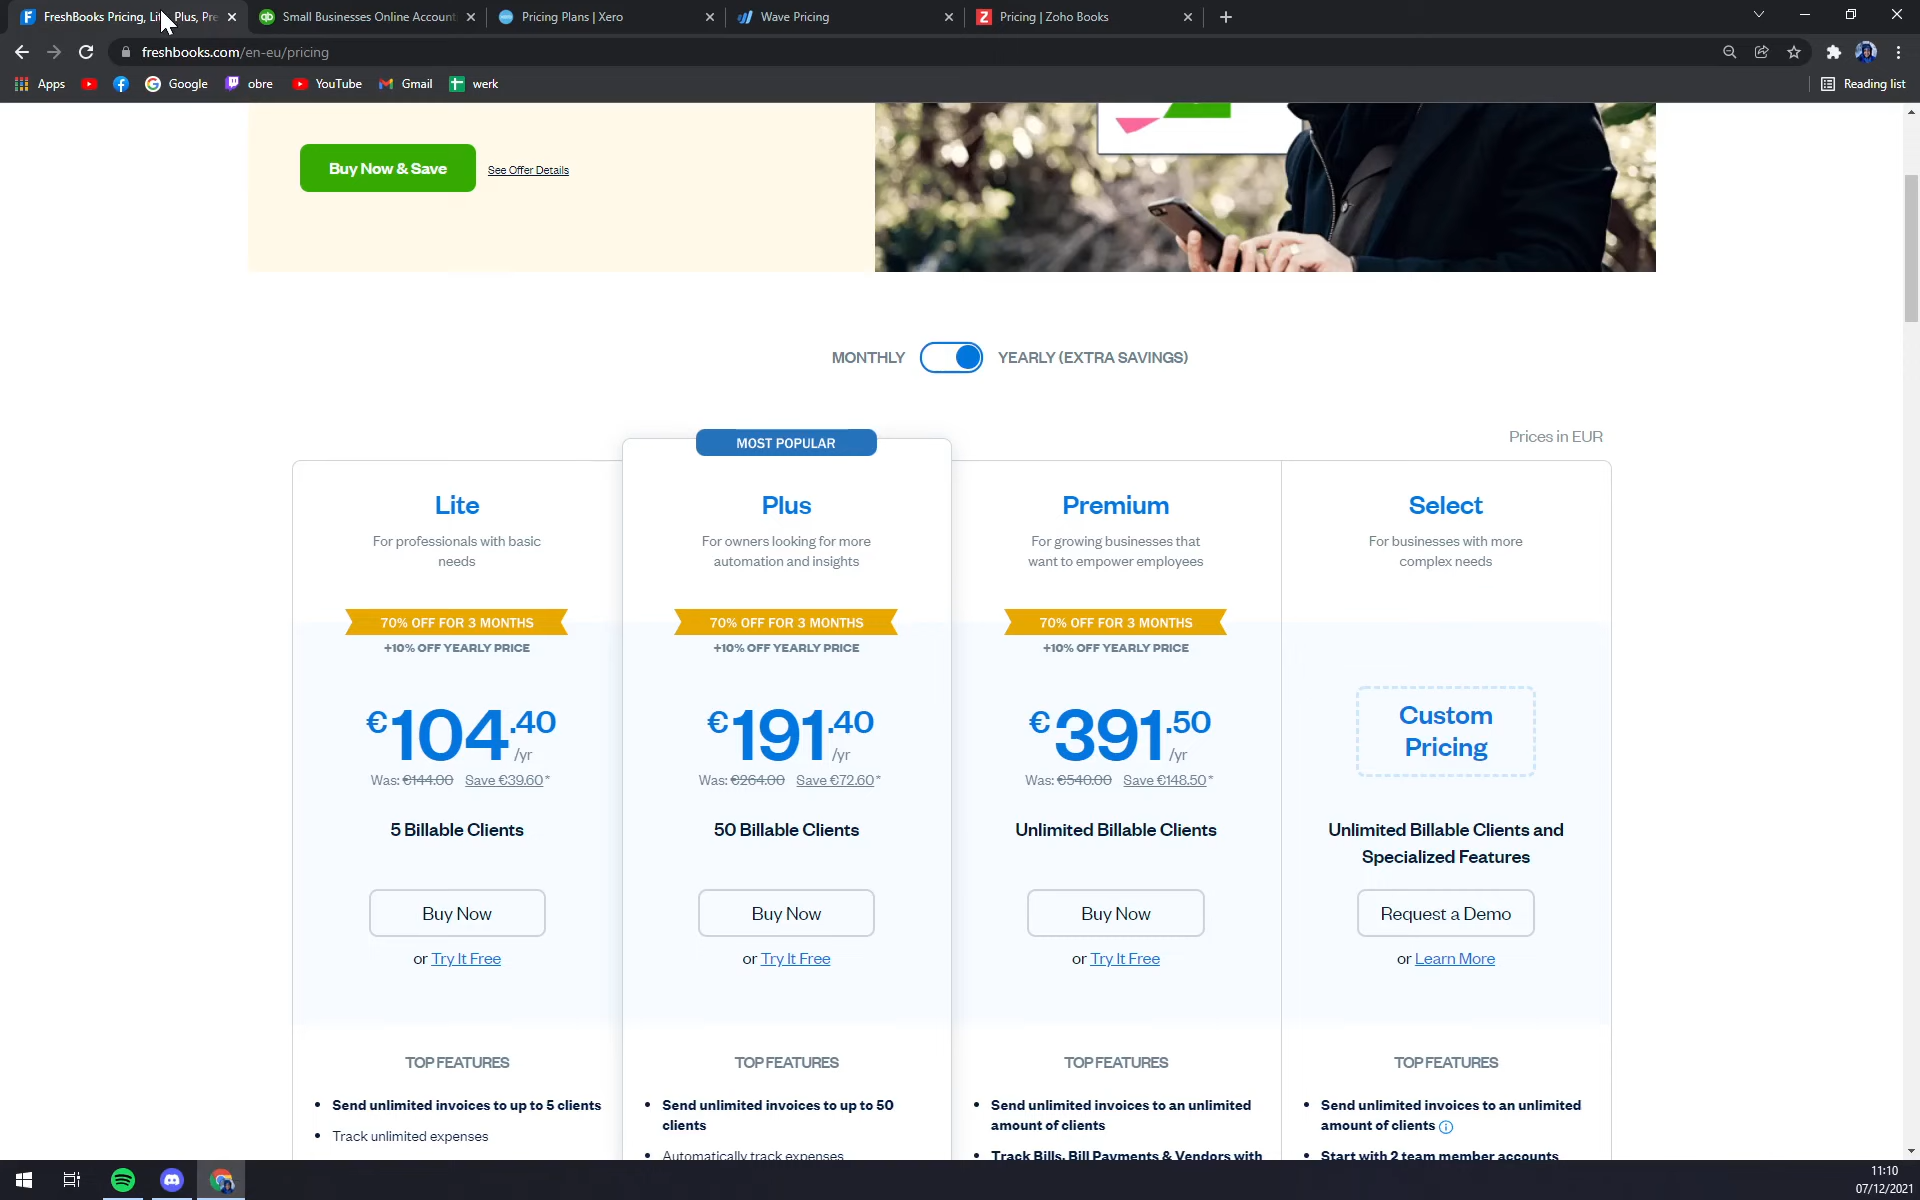 FreshBooks Pricing, Li Plus, Pre
Small Businesses Online Account
Pricing Plans | Xero
Wave Pricing
Pricing | Zoho Books
freshbooks.com/en-eu/pricing
Apps
Google
obre
YouTube
Gmail
werk
Reading list
Buy Now & Save
See Offer Details
MONTHLY
YEARLY (EXTRA SAVINGS)
Prices in EUR
MOST POPULAR
Lite
For professionals with basic
needs
70% OFF FOR 3 MONTHS
+10% OFF YEARLY PRICE
€104.40
/yr
Was: €144.00 Save €39.60*
5 Billable Clients
Buy Now
or Try It Free
TOP FEATURES
• Send unlimited invoices to up to 5 clients
• Track unlimited expenses
Plus
For owners looking for more
automation and insights
70% OFF FOR 3 MONTHS
+10% OFF YEARLY PRICE
€191.40
/yr
Was: €264.00 Save €72.60*
50 Billable Clients
Buy Now
or Try It Free
TOP FEATURES
• Send unlimited invoices to up to 50
clients
• Automatically track expenses
Premium
For growing businesses that
want to empower employees
70% OFF FOR 3 MONTHS
+10% OFF YEARLY PRICE
€391.50
/yr
Was: €540.00 Save €148.50*
Unlimited Billable Clients
Buy Now
or Try It Free
TOP FEATURES
• Send unlimited invoices to an unlimited
amount of clients
• Track Bills, Bill Payments & Vendors with
Select
For businesses with more
complex needs
Custom
Pricing
Unlimited Billable Clients and
Specialized Features
Request a Demo
or Learn More
TOP FEATURES
• Send unlimited invoices to an unlimited
amount of clients
• Start with 2 team member accounts
11:10
07/12/2021